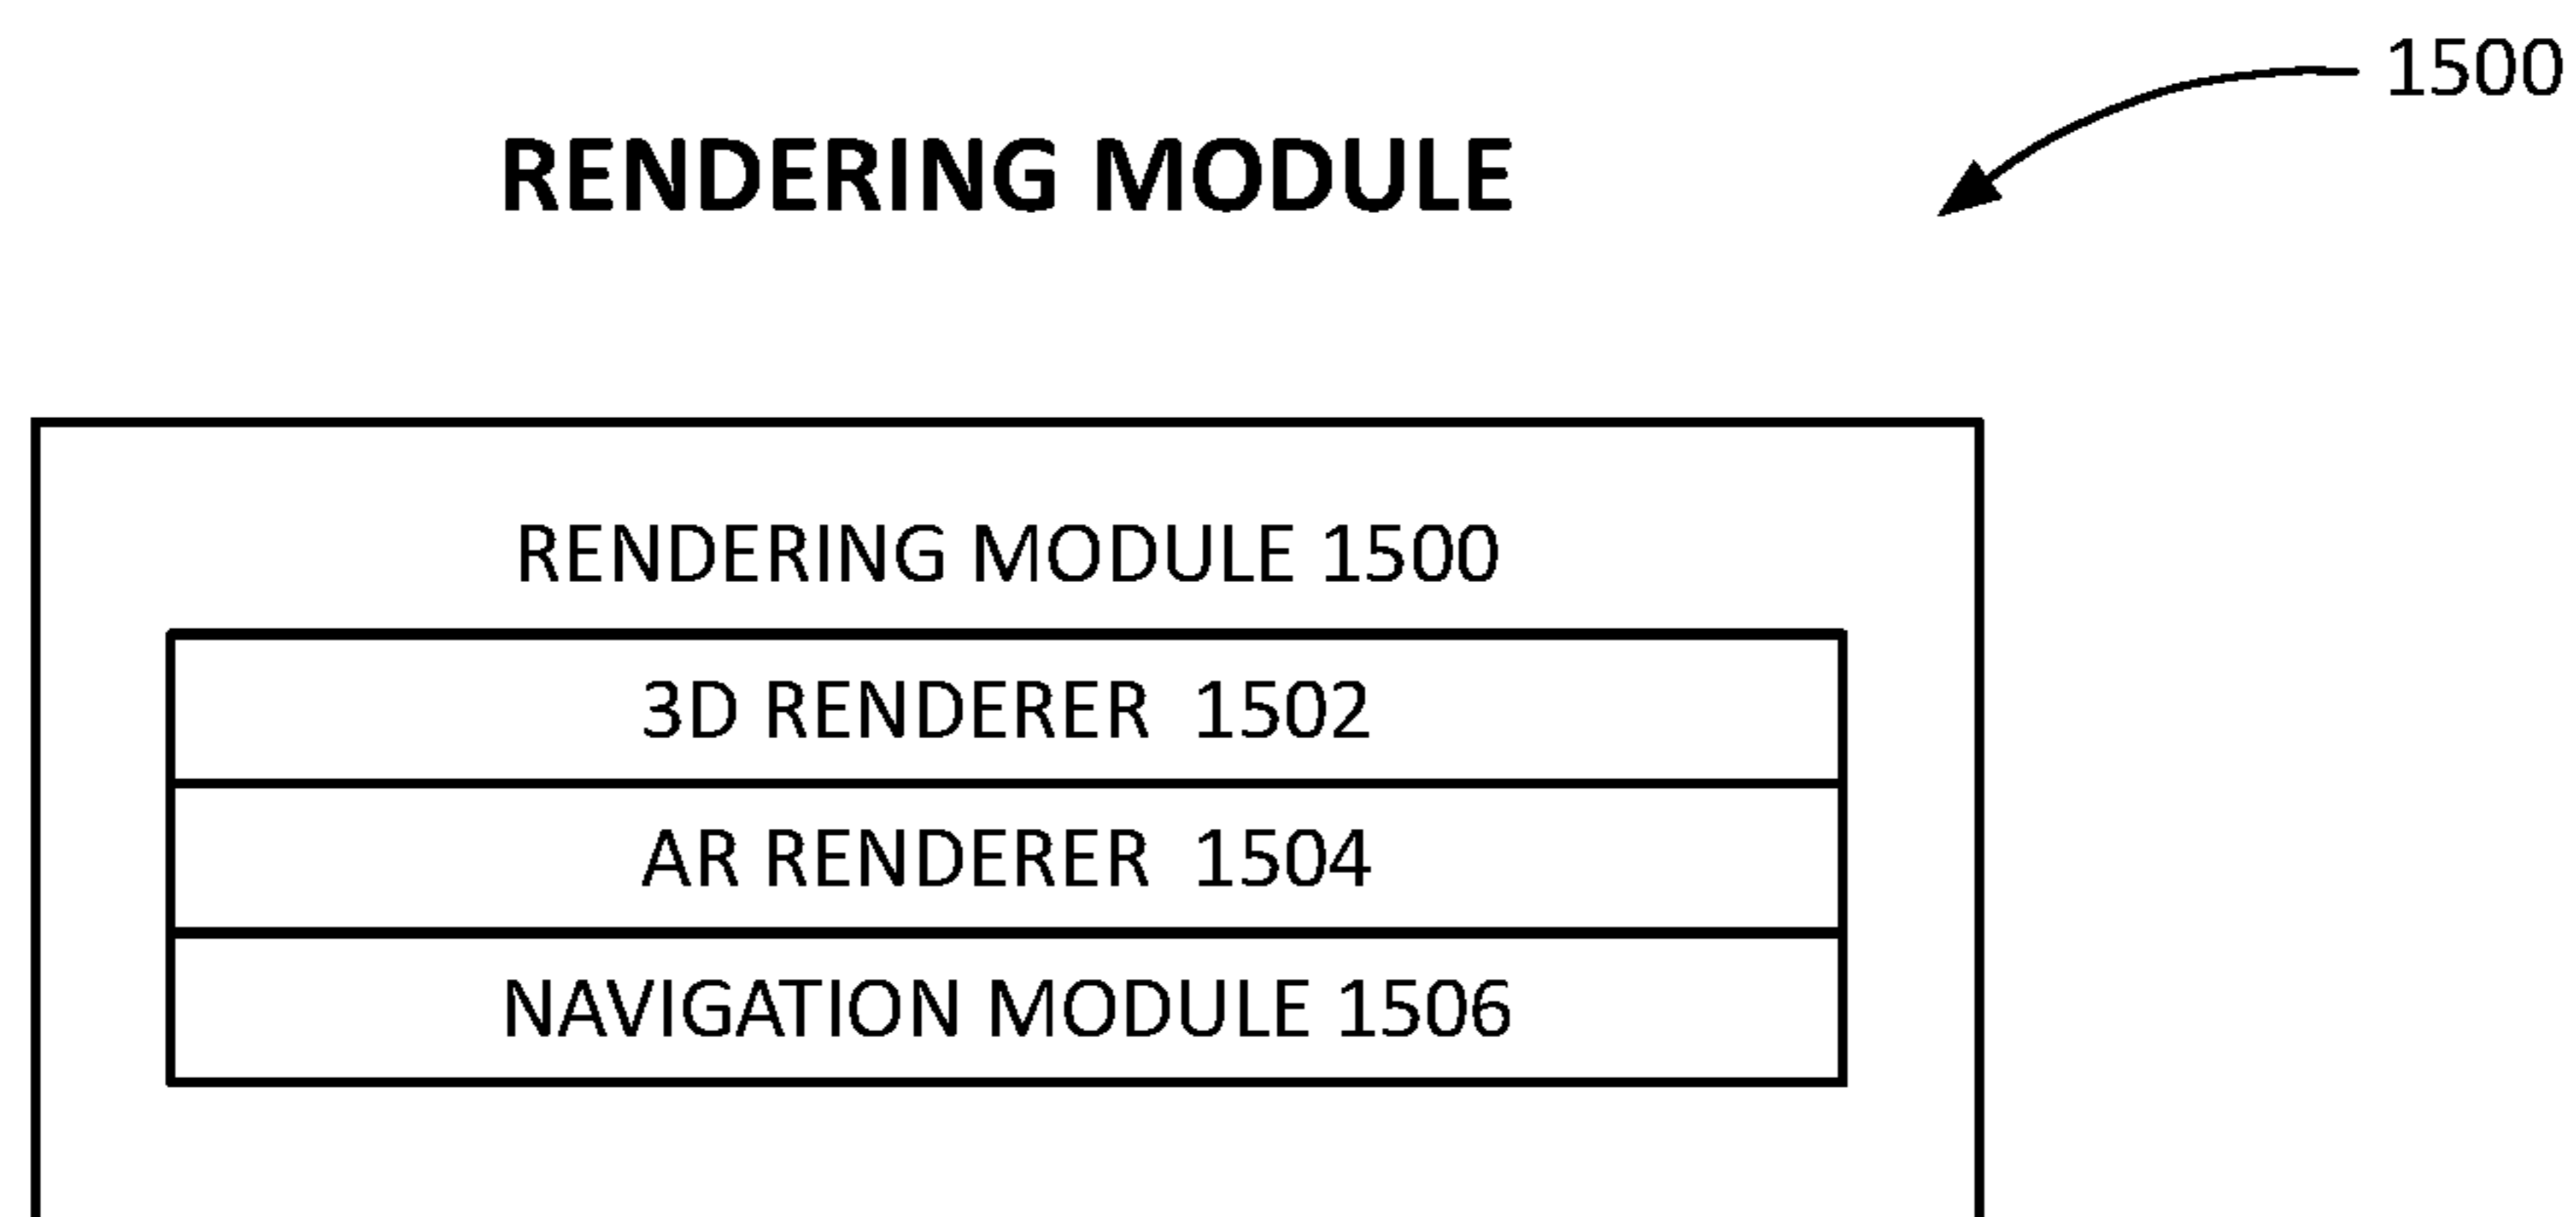 1500
RENDERING MODULE
RENDERING MODULE 1500
3D RENDERER 1502
AR RENDERER 1504
NAVIGATION MODULE 1506